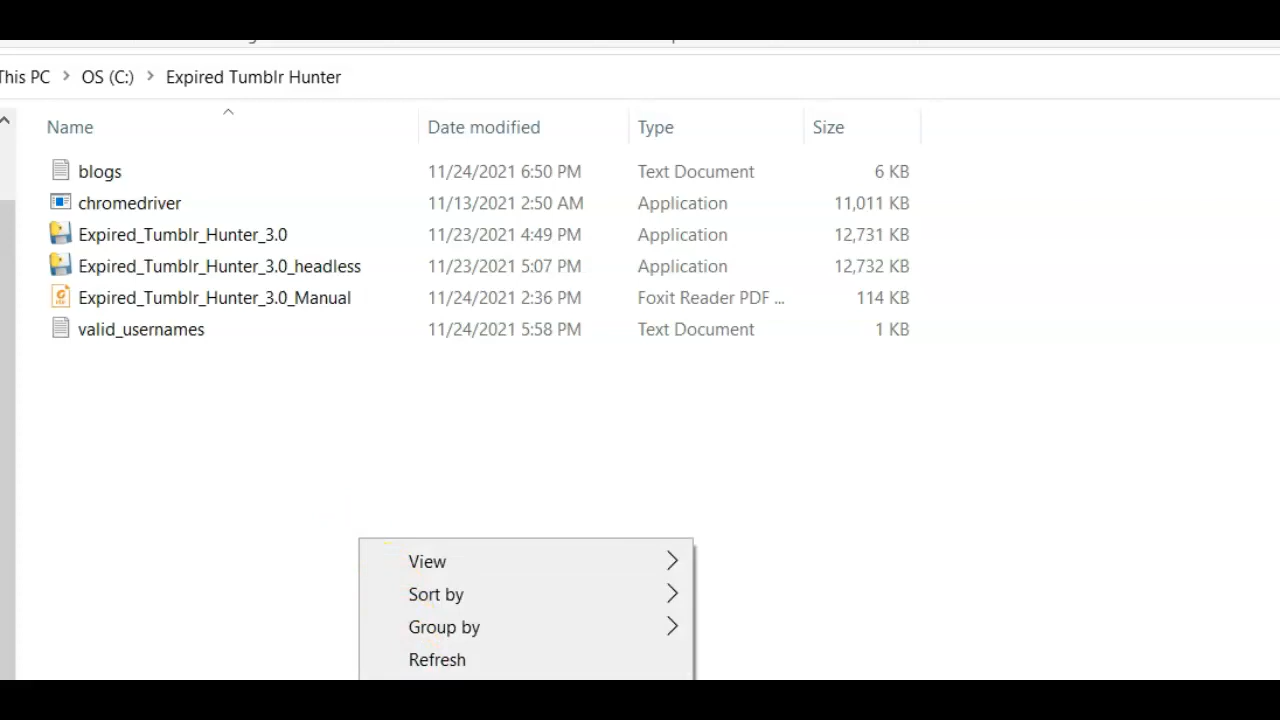 This PC > OS (C:) > Expired Tumblr Hunter
Name Date modified Type Size
blogs 11/24/2021 6:50 PM Text Document 6 KB
chromedriver 11/13/2021 2:50 AM Application 11,011 KB
Expired_Tumblr_Hunter_3.0 11/23/2021 4:49 PM Application 12,731 KB
Expired_Tumblr_Hunter_3.0_headless 11/23/2021 5:07 PM Application 12,732 KB
Expired_Tumblr_Hunter_3.0_Manual 11/24/2021 2:36 PM Foxit Reader PDF ... 114 KB
valid_usernames 11/24/2021 5:58 PM Text Document 1 KB
View
Sort by
Group by
Refresh